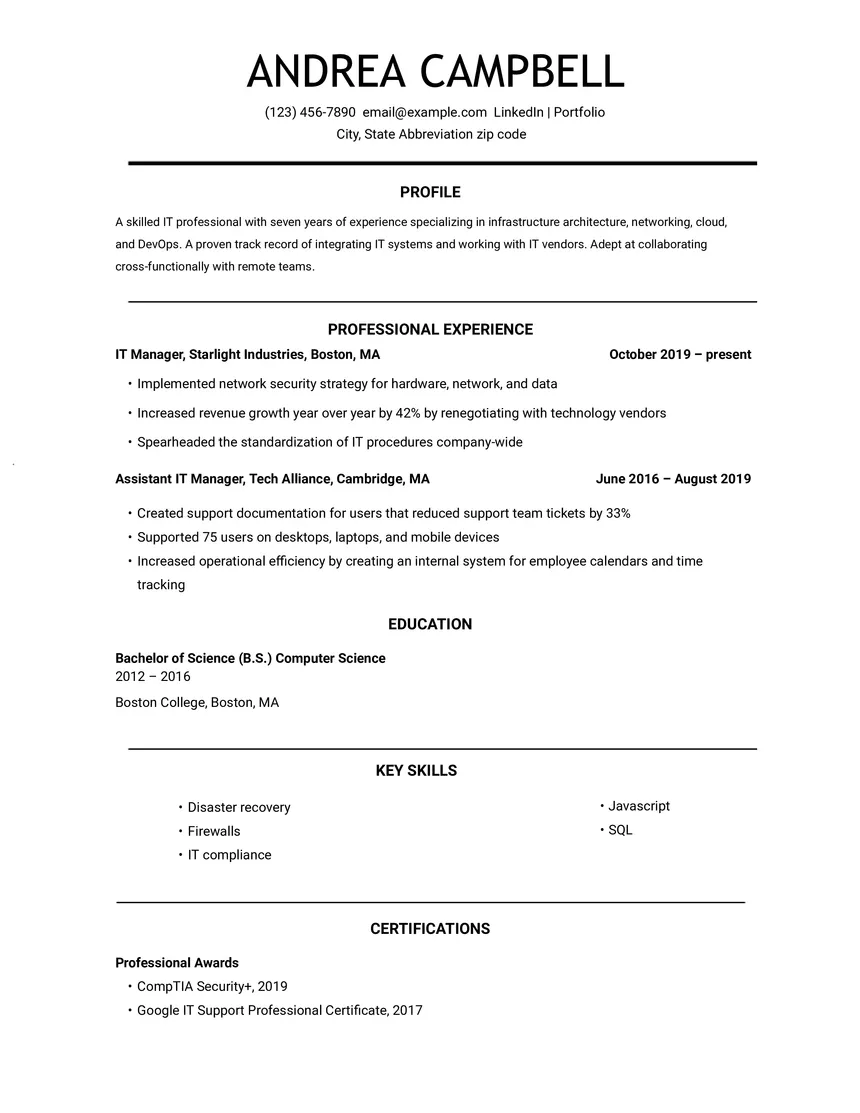 ANDREA CAMPBELL
(123) 456-7890 email@example.com LinkedIn | Portfolio
City, State Abbreviation zip code
PROFILE
A skilled IT professional with seven years of experience specializing in infrastructure architecture, networking, cloud,
and DevOps. A proven track record of integrating IT systems and working with IT vendors. Adept at collaborating
cross-functionally with remote teams.
PROFESSIONAL EXPERIENCE
IT Manager, Starlight Industries, Boston, MA October 2019 – present
• Implemented network security strategy for hardware, network, and data
• Increased revenue growth year over year by 42% by renegotiating with technology vendors
• Spearheaded the standardization of IT procedures company-wide
Assistant IT Manager, Tech Alliance, Cambridge, MA June 2016 – August 2019
• Created support documentation for users that reduced support team tickets by 33%
• Supported 75 users on desktops, laptops, and mobile devices
• Increased operational efficiency by creating an internal system for employee calendars and time
tracking
EDUCATION
Bachelor of Science (B.S.) Computer Science
2012 – 2016
Boston College, Boston, MA
KEY SKILLS
• Disaster recovery
• Firewalls
• IT compliance
• Javascript
• SQL
CERTIFICATIONS
Professional Awards
• CompTIA Security+, 2019
• Google IT Support Professional Certificate, 2017